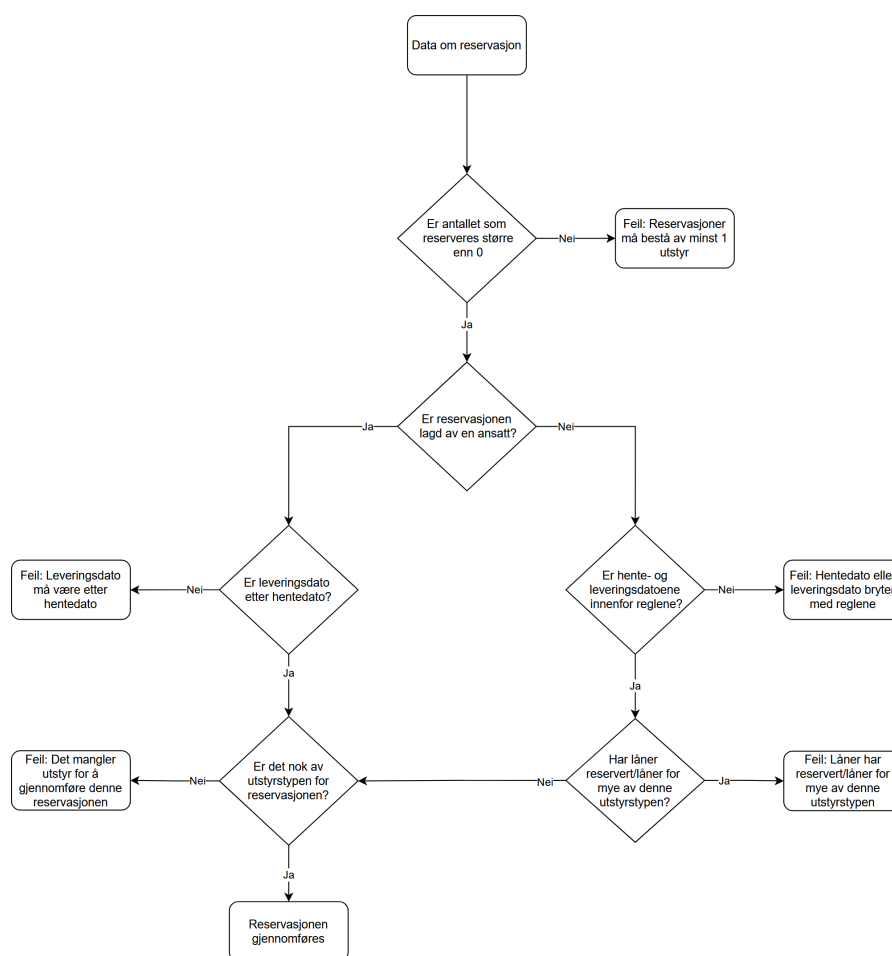 Data om reservasjon
Er antallet som
reserveres større
enn 0
Nei
Feil: Reservasjoner
må bestå av minst 1
utstyr
Ja
Er reservasjonen
lagd av en ansatt?
Ja
Nei
Feil: Leveringsdato
må være etter
hentedato
Nei
Er leveringsdato
etter hentedato?
Er hente- og
leveringsdatoene
innenfor reglene?
Nei
Feil: Hentedato elle
leveringsdato bryter
med reglene
Ja
Ja
Feil: Det mangler
utstyr for å
gjennomføre denne
reservasjonen
Nei
Er det nok av
utstyrstypen for
reservasjonen?
Nei
Har låner
reservert/låner for
mye av denne
utstyrstypen?
Ja
Feil: Låner har
reservert/låner for
mye av denne
utstyrstypen
Ja
Reservasjonen
gjennomføres